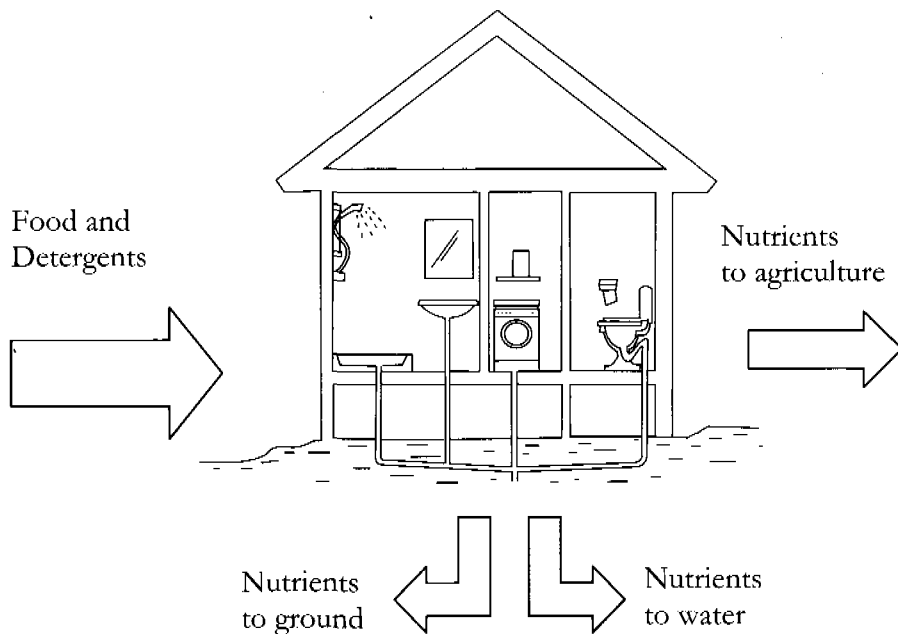 Food and
Detergents
Nutrients
to agriculture
Nutrients
to ground
Nutrients
to water